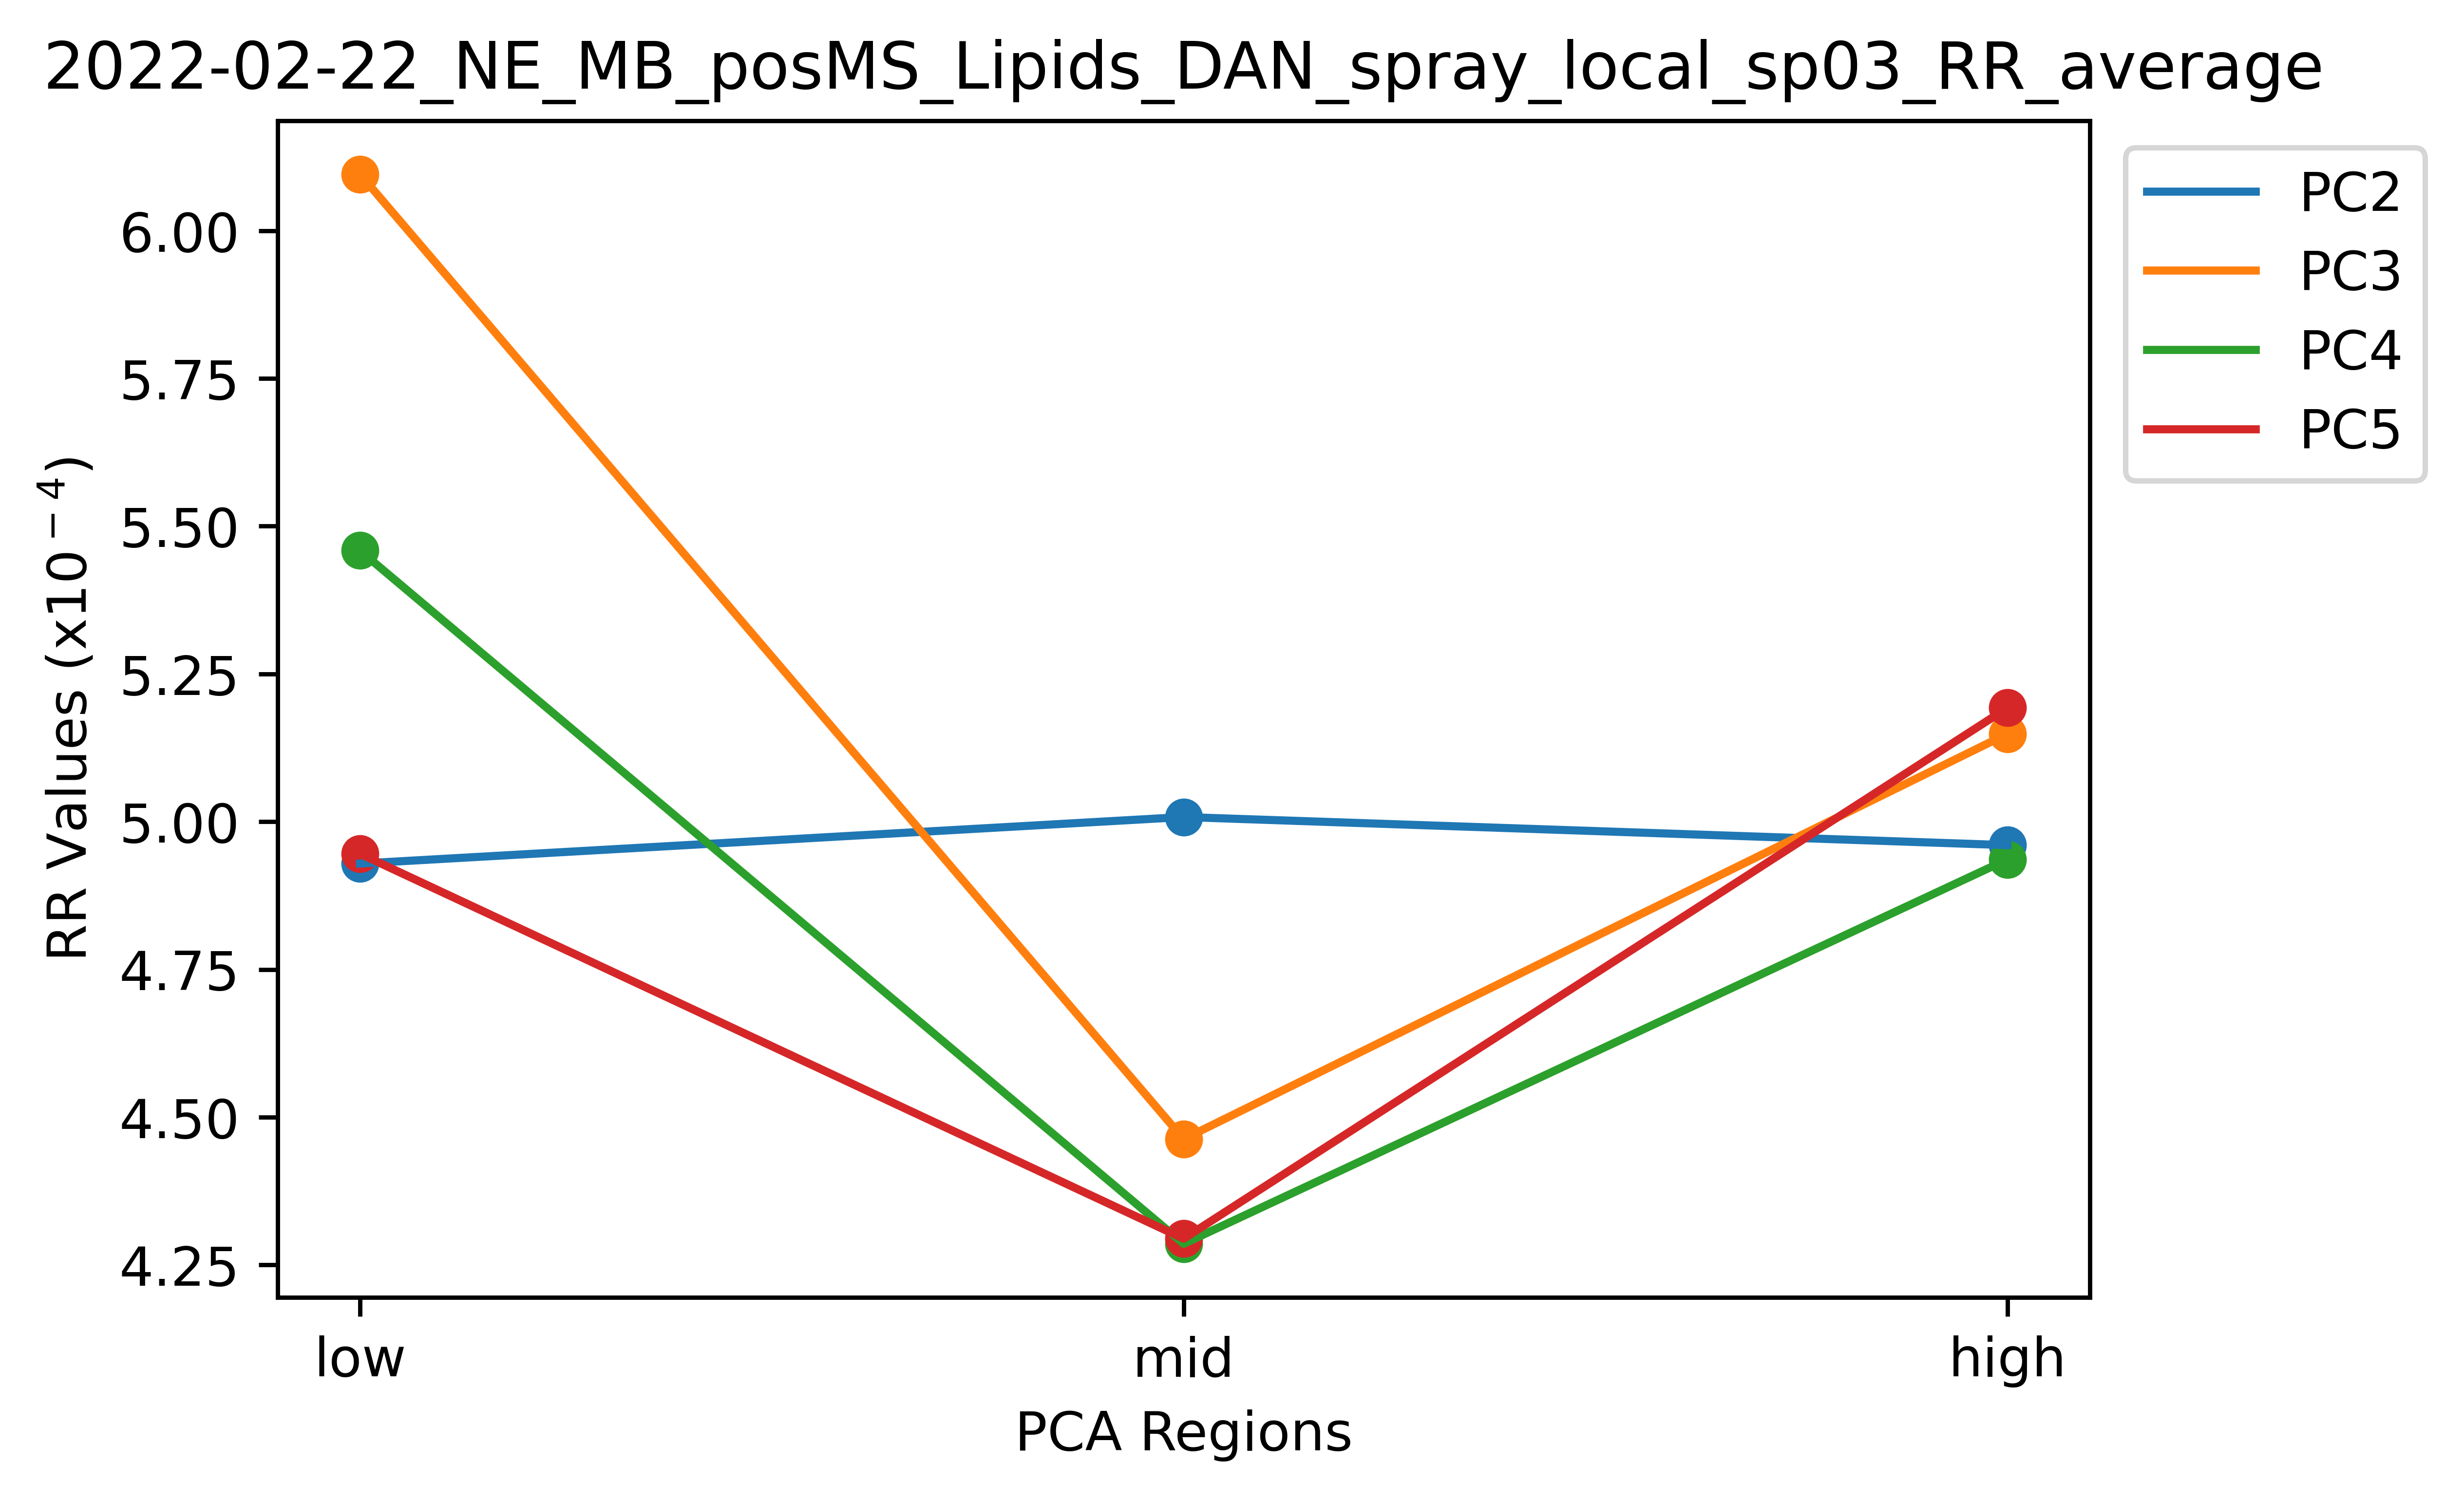 2022-02-22_NE_MB_posMS_Lipids_DAN_spray_local_sp03_RR_average
PC2
PC3
PC4
PC5
RR Values (x10⁻⁴)
6.00
5.75
5.50
5.25
5.00
4.75
4.50
4.25
low mid high
PCA Regions